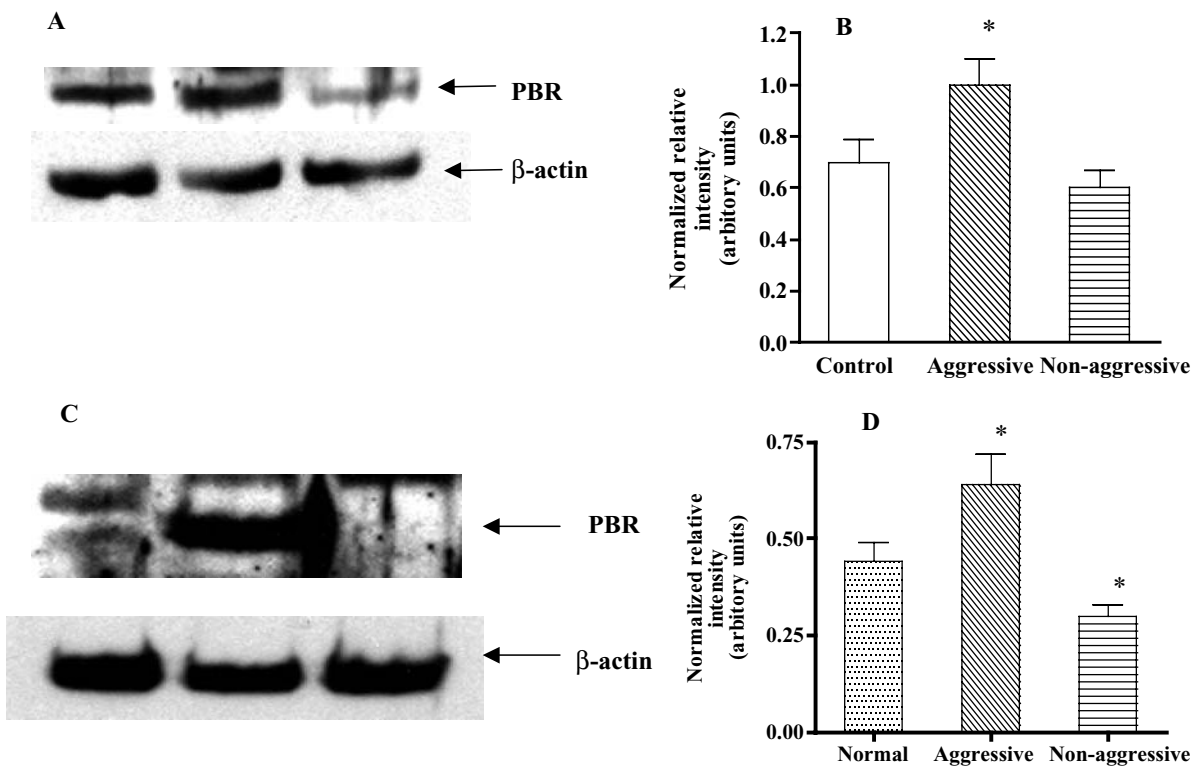 A
PBR
β-actin
B
*
1.2
1.0
0.8
0.6
0.4
0.2
0.0
Normalized relative
intensity
(arbitory units)
Control Aggressive Non-aggressive
C
PBR
β-actin
D
*
*
0.75
0.50
0.25
0.00
Normalized relative
intensity
(arbitory units)
Normal Aggressive Non-aggressive